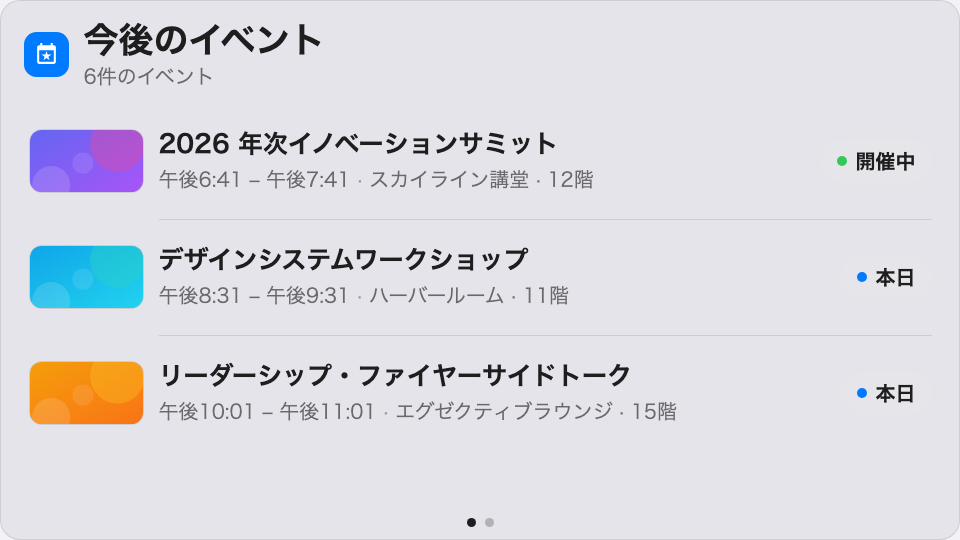 今後のイベント
6件のイベント
2026 年次イノベーションサミット
午後6:41 – 午後7:41 · スカイライン講堂 · 12階
開催中
デザインシステムワークショップ
午後8:31 – 午後9:31 · ハーバールーム · 11階
本日
リーダーシップ・ファイヤーサイドトーク
午後10:01 – 午後11:01 · エグゼクティブラウンジ · 15階
本日